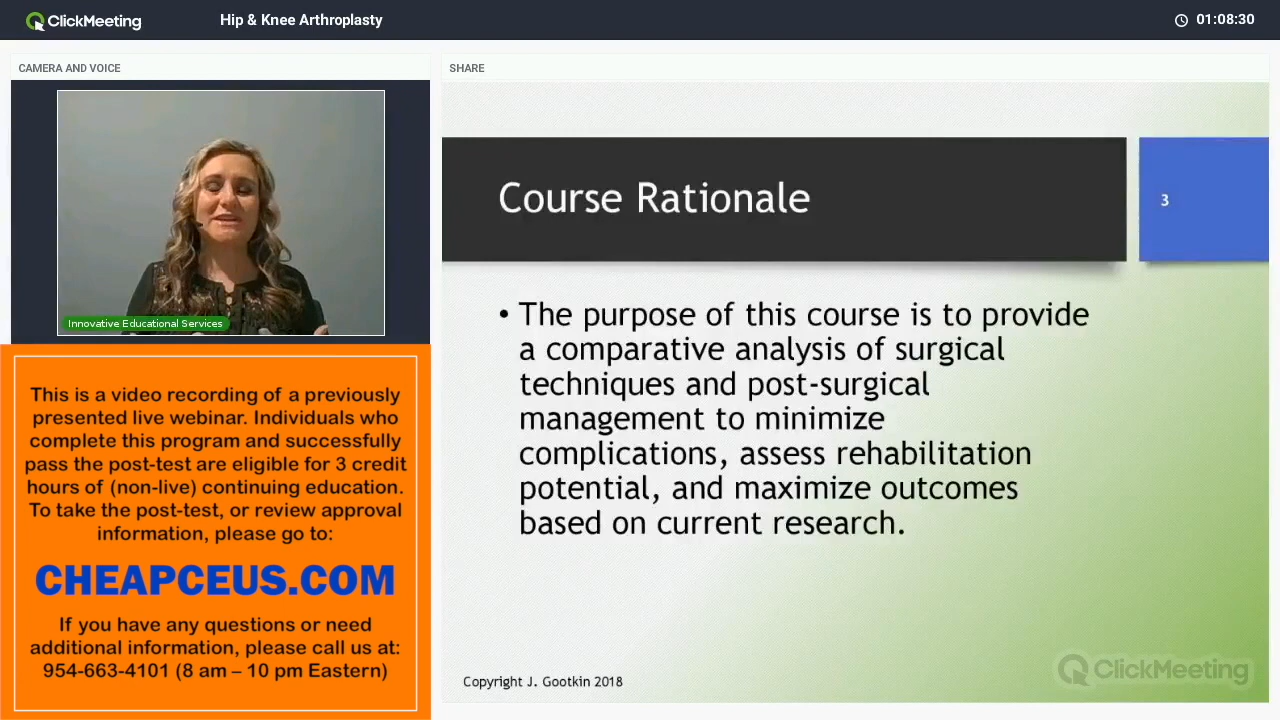 ClickMeeting
Hip & Knee Arthroplasty
01:08:30
CAMERA AND VOICE
Innovative Educational Services
This is a video recording of a previously
presented live webinar. Individuals who
complete this program and successfully
pass the post-test are eligible for 3 credit
hours of (non-live) continuing education.
To take the post-test, or review approval
information, please go to:
CHEAPCEUS.COM
If you have any questions or need
additional information, please call us at:
954-663-4101 (8 am – 10 pm Eastern)
SHARE
Course Rationale
3
• The purpose of this course is to provide
a comparative analysis of surgical
techniques and post-surgical
management to minimize
complications, assess rehabilitation
potential, and maximize outcomes
based on current research.
Copyright J. Gootkin 2018
ClickMeeting